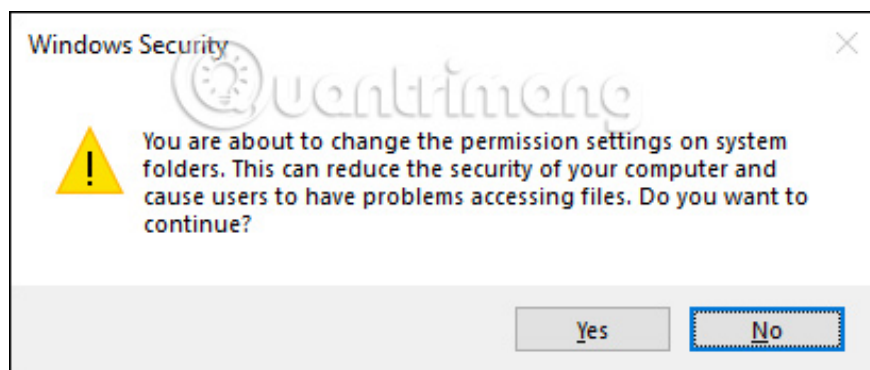 Windows Security
Quantrimang
You are about to change the permission settings on system
folders. This can reduce the security of your computer and
cause users to have problems accessing files. Do you want to
continue?
Yes
No